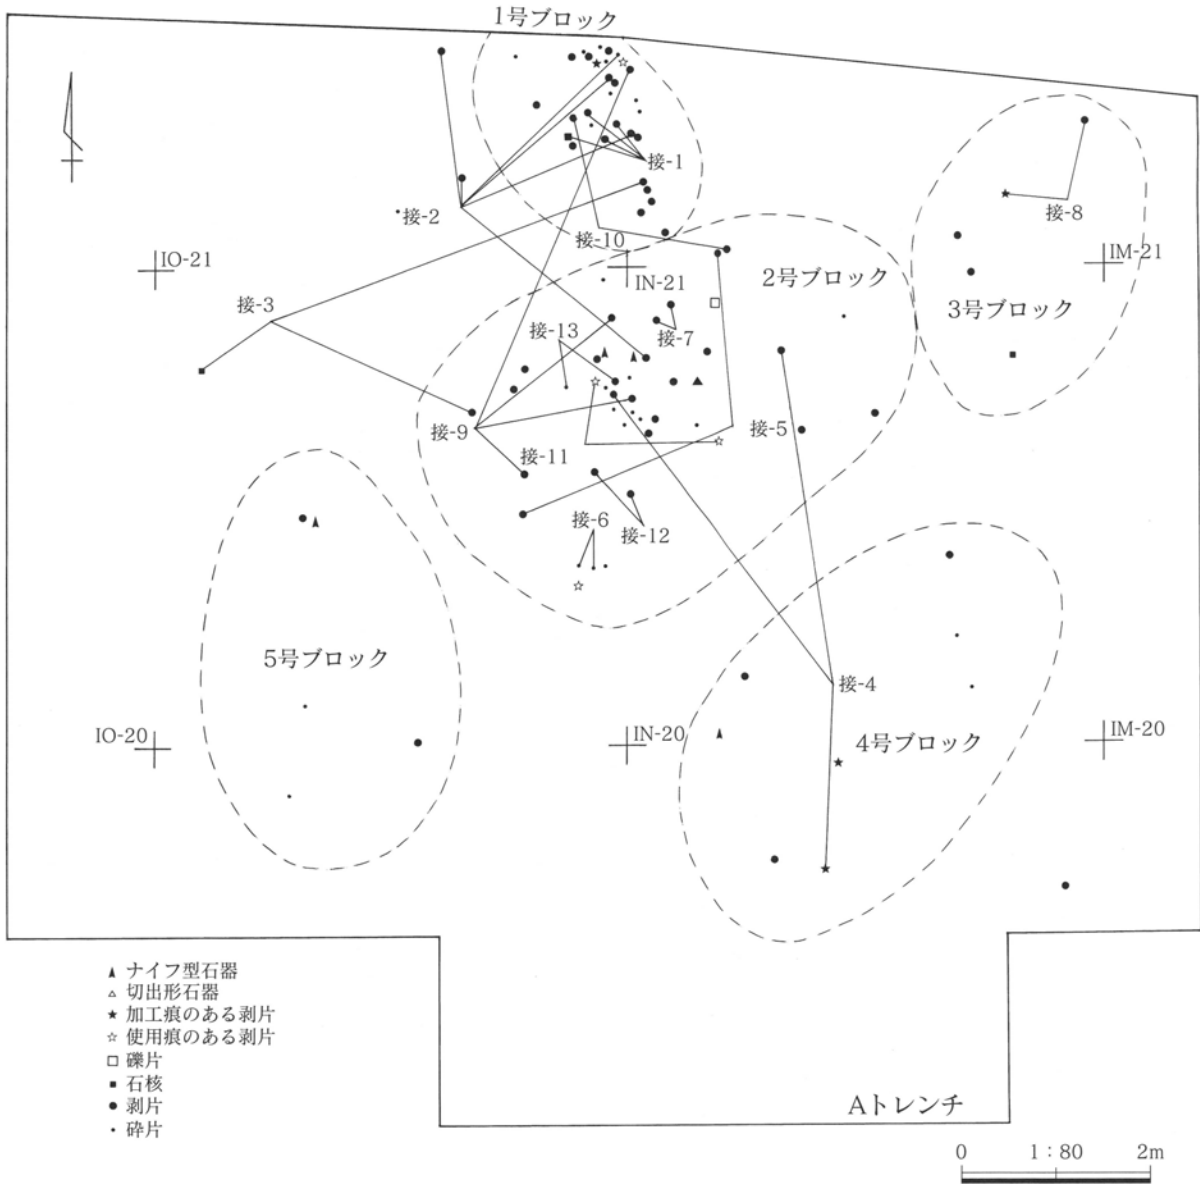 1号ブロック
接-1
接-2
接-8
接-10
IO-21
IN-21
2号ブロック
IM-21
接-3
3号ブロック
接-13
接-7
接-9
接-5
接-11
接-6
接-12
5号ブロック
接-4
IO-20
IN-20
4号ブロック
IM-20
ナイフ型石器
切出形石器
加工痕のある剥片
使用痕のある剥片
礫片
石核
剥片
砕片
Aトレンチ
0 1:80 2m